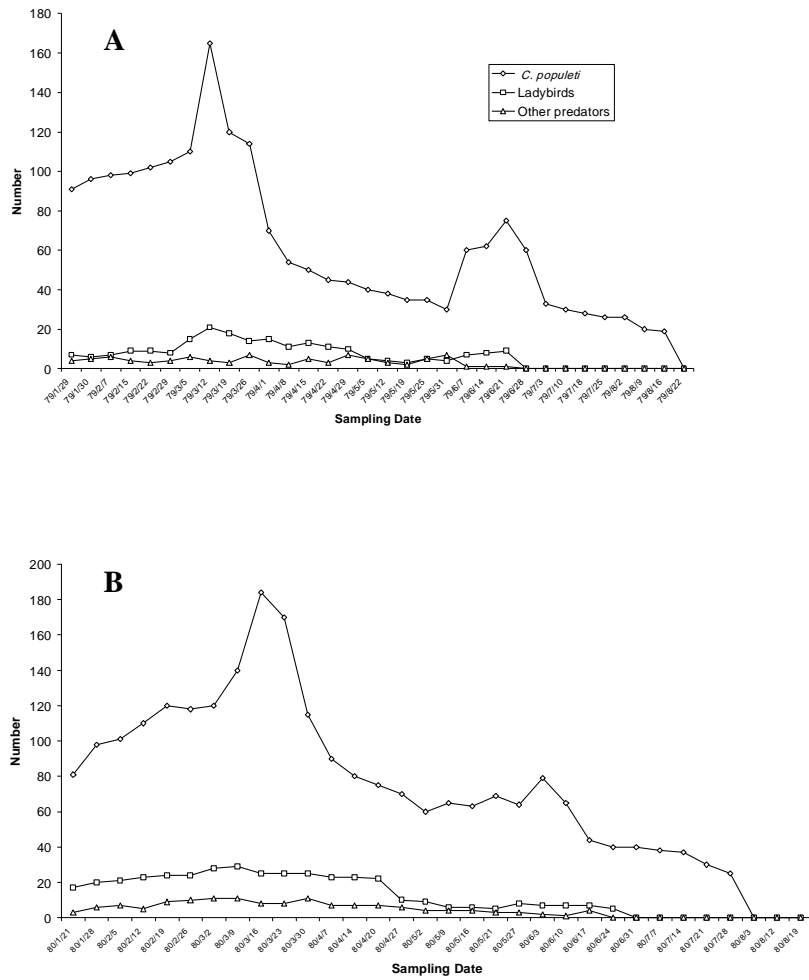 A
180
160
140
120
100
80
60
40
20
0
Number
C. populeti
Ladybirds
Other predators
79/1/29 79/1/30 79/2/7 79/2/15 79/2/22 79/2/29 79/3/5 79/3/12 79/3/19 79/3/26 79/4/1 79/4/8 79/4/15 79/4/22 79/4/29 79/5/5 79/5/12 79/5/19 79/5/25 79/5/31 79/6/7 79/6/14 79/6/21 79/6/28 79/7/3 79/7/10 79/7/18 79/7/25 79/8/2 79/8/9 79/8/16 79/8/22
Sampling Date
B
200
180
160
140
120
100
80
60
40
20
0
Number
80/1/21 80/1/28 80/2/5 80/2/12 80/2/19 80/2/26 80/3/2 80/3/9 80/3/16 80/3/23 80/3/30 80/4/7 80/4/14 80/4/20 80/4/27 80/5/2 80/5/9 80/5/16 80/5/21 80/5/27 80/6/3 80/6/10 80/6/17 80/6/24 80/6/31 80/7/7 80/7/14 80/7/21 80/7/28 80/8/3 80/8/12 80/8/19
Sampling Date